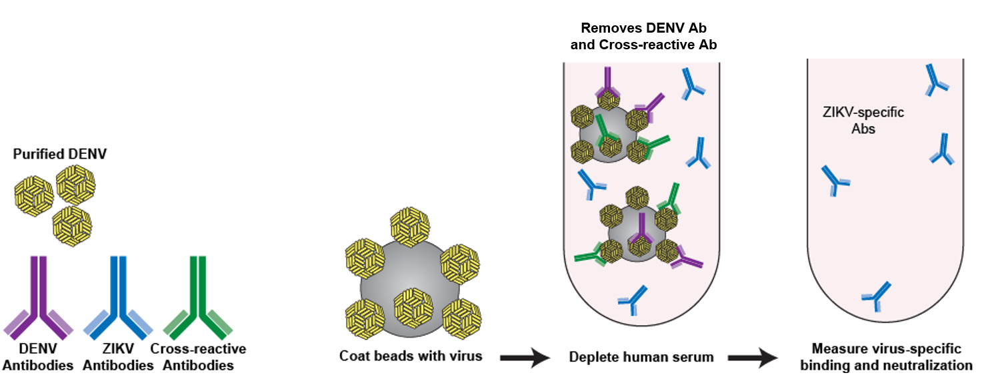 Removes DENV Ab
and Cross-reactive Ab
ZIKV-specific
Abs
Purified DENV
DENV
Antibodies
ZIKV
Antibodies
Cross-reactive
Antibodies
Coat beads with virus
Deplete human serum
Measure virus-specific
binding and neutralization